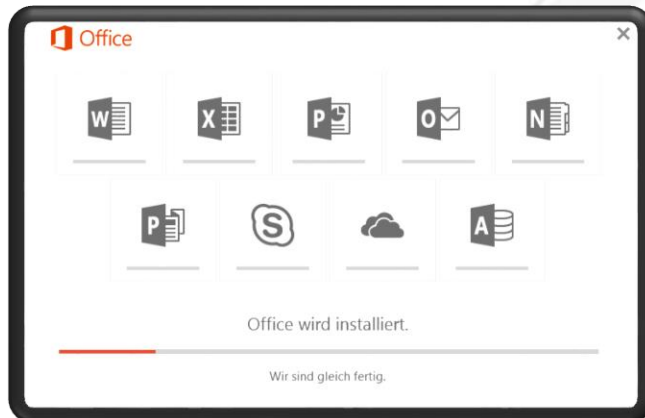 Office
W X P O N
P S A
Office wird installiert.
Wir sind gleich fertig.